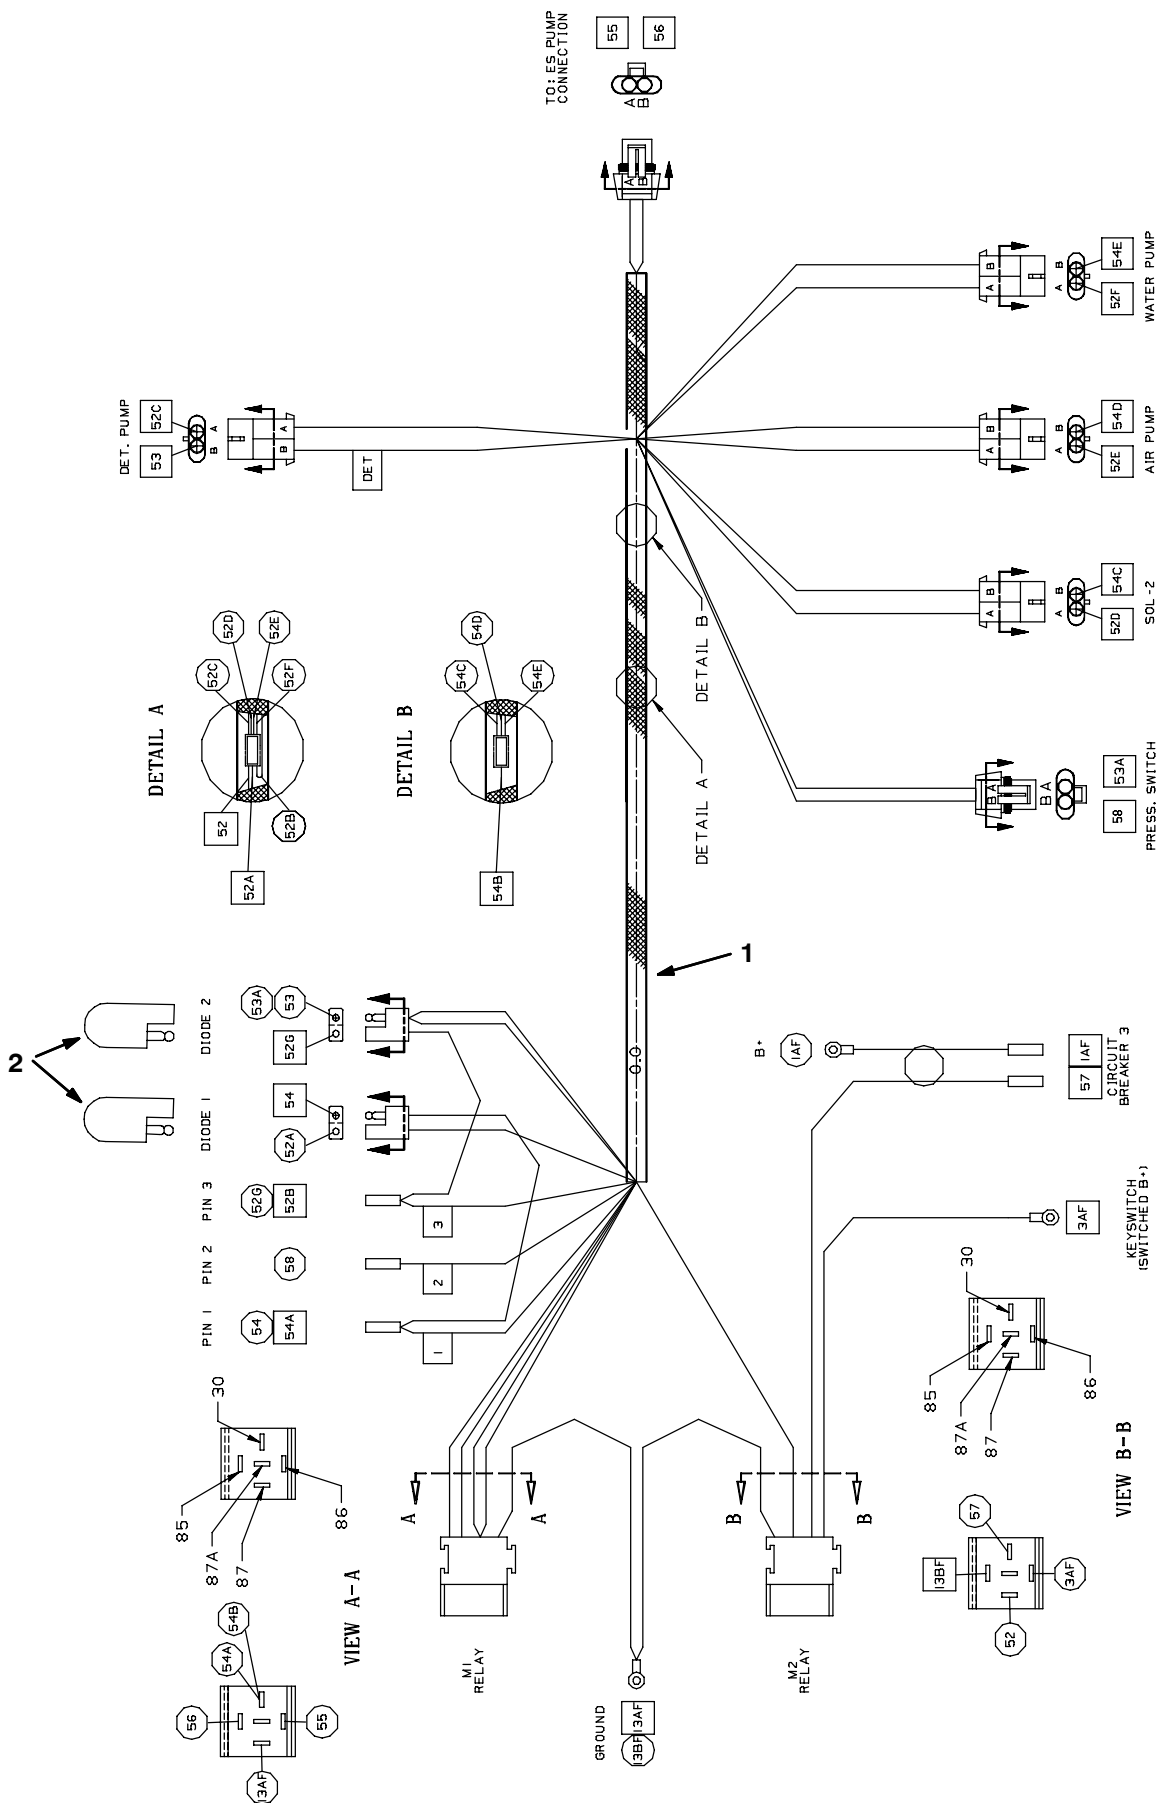 TO: ES PUMP
CONNECTION
55
56
A
B
A
B
DET. PUMP
53
52C
B
A
B
A
DET
B
A
B
A
52F
54E
WATER PUMP
B
A
B
A
52E
54D
AIR PUMP
B
A
B
A
52D
54C
SOL-2
B A
B A
58
53A
PRESS. SWITCH
DETAIL A
52C
52D
52E
52F
52
52A
52B
DETAIL B
54C
54D
54E
54B
DETAIL B
DETAIL A
1
2
0.0
DIODE 2
53A
53
52G
DIODE 1
54
52A
PIN 3
52G
52B
3
PIN 2
58
2
PIN 1
54
54A
1
B+
1AF
57
1AF
CIRCUIT
BREAKER 3
3AF
KEYSWITCH
(SWITCHED B+)
30
85
87A
87
86
VIEW A-A
54B
54A
56
55
13AF
A
A
M1
RELAY
GROUND
13BF
13AF
B
B
M2
RELAY
30
85
87A
87
86
VIEW B-B
57
13BF
3AF
52